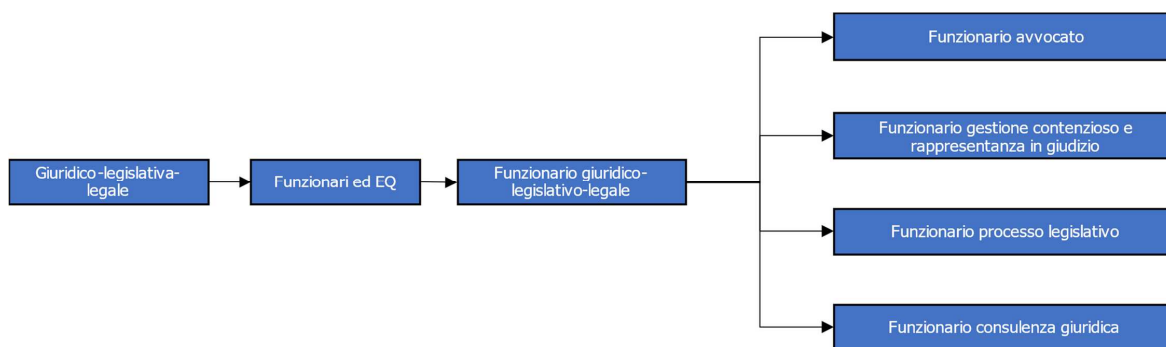 Giuridico-legislativa-
legale
Funzionari ed EQ
Funzionario giuridico-
legislativo-legale
Funzionario avvocato
Funzionario gestione contenzioso e
rappresentanza in giudizio
Funzionario processo legislativo
Funzionario consulenza giuridica